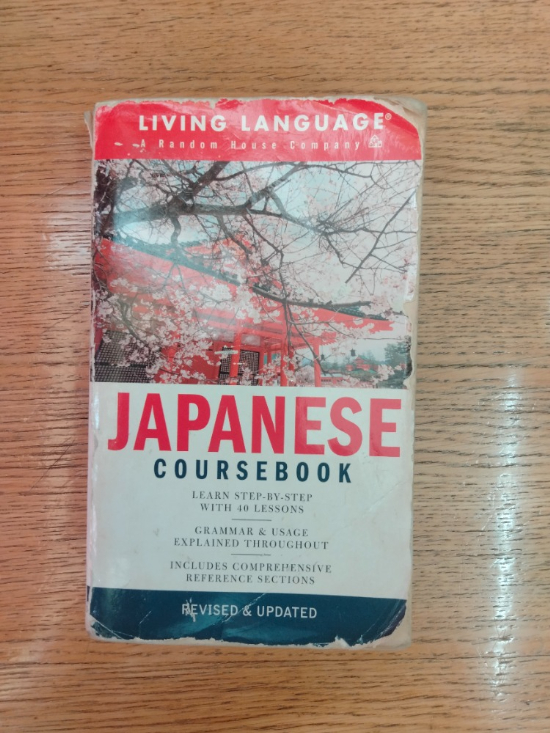 LIVING LANGUAGE®
A Random House Company
JAPANESE
COURSEBOOK
LEARN STEP-BY-STEP
WITH 40 LESSONS
GRAMMAR & USAGE
EXPLAINED THROUGHOUT
INCLUDES COMPREHENSIVE
REFERENCE SECTIONS
REVISED & UPDATED